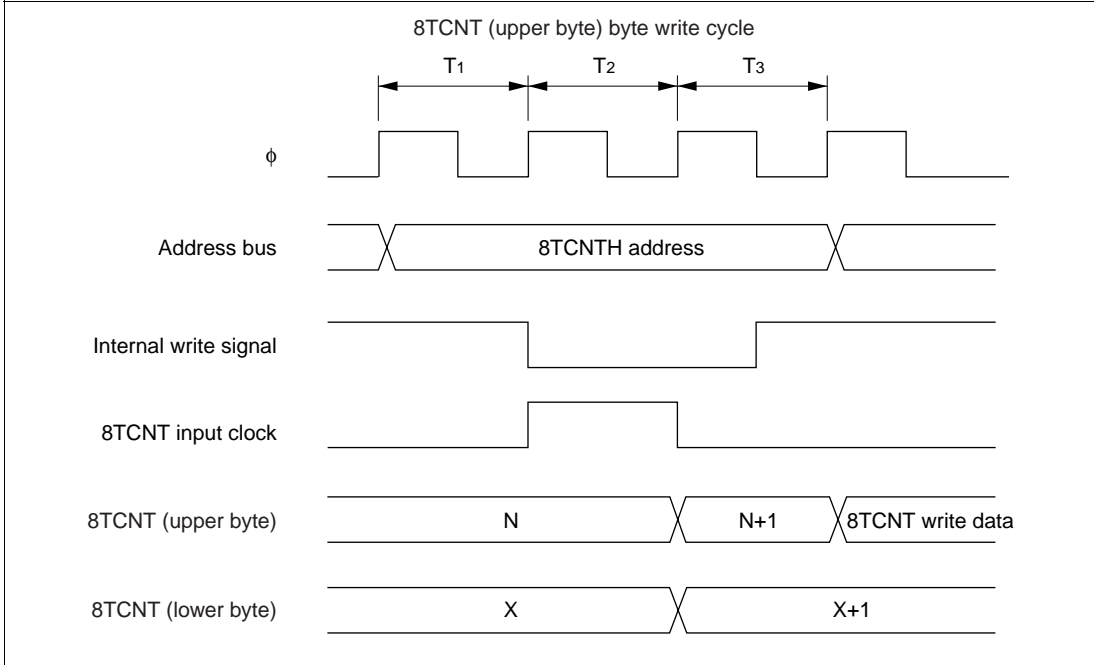 8TCNT (upper byte) byte write cycle
T1 T2 T3
ϕ
Address bus 8TCNTH address
Internal write signal
8TCNT input clock
8TCNT (upper byte) N N+1 8TCNT write data
8TCNT (lower byte) X X+1